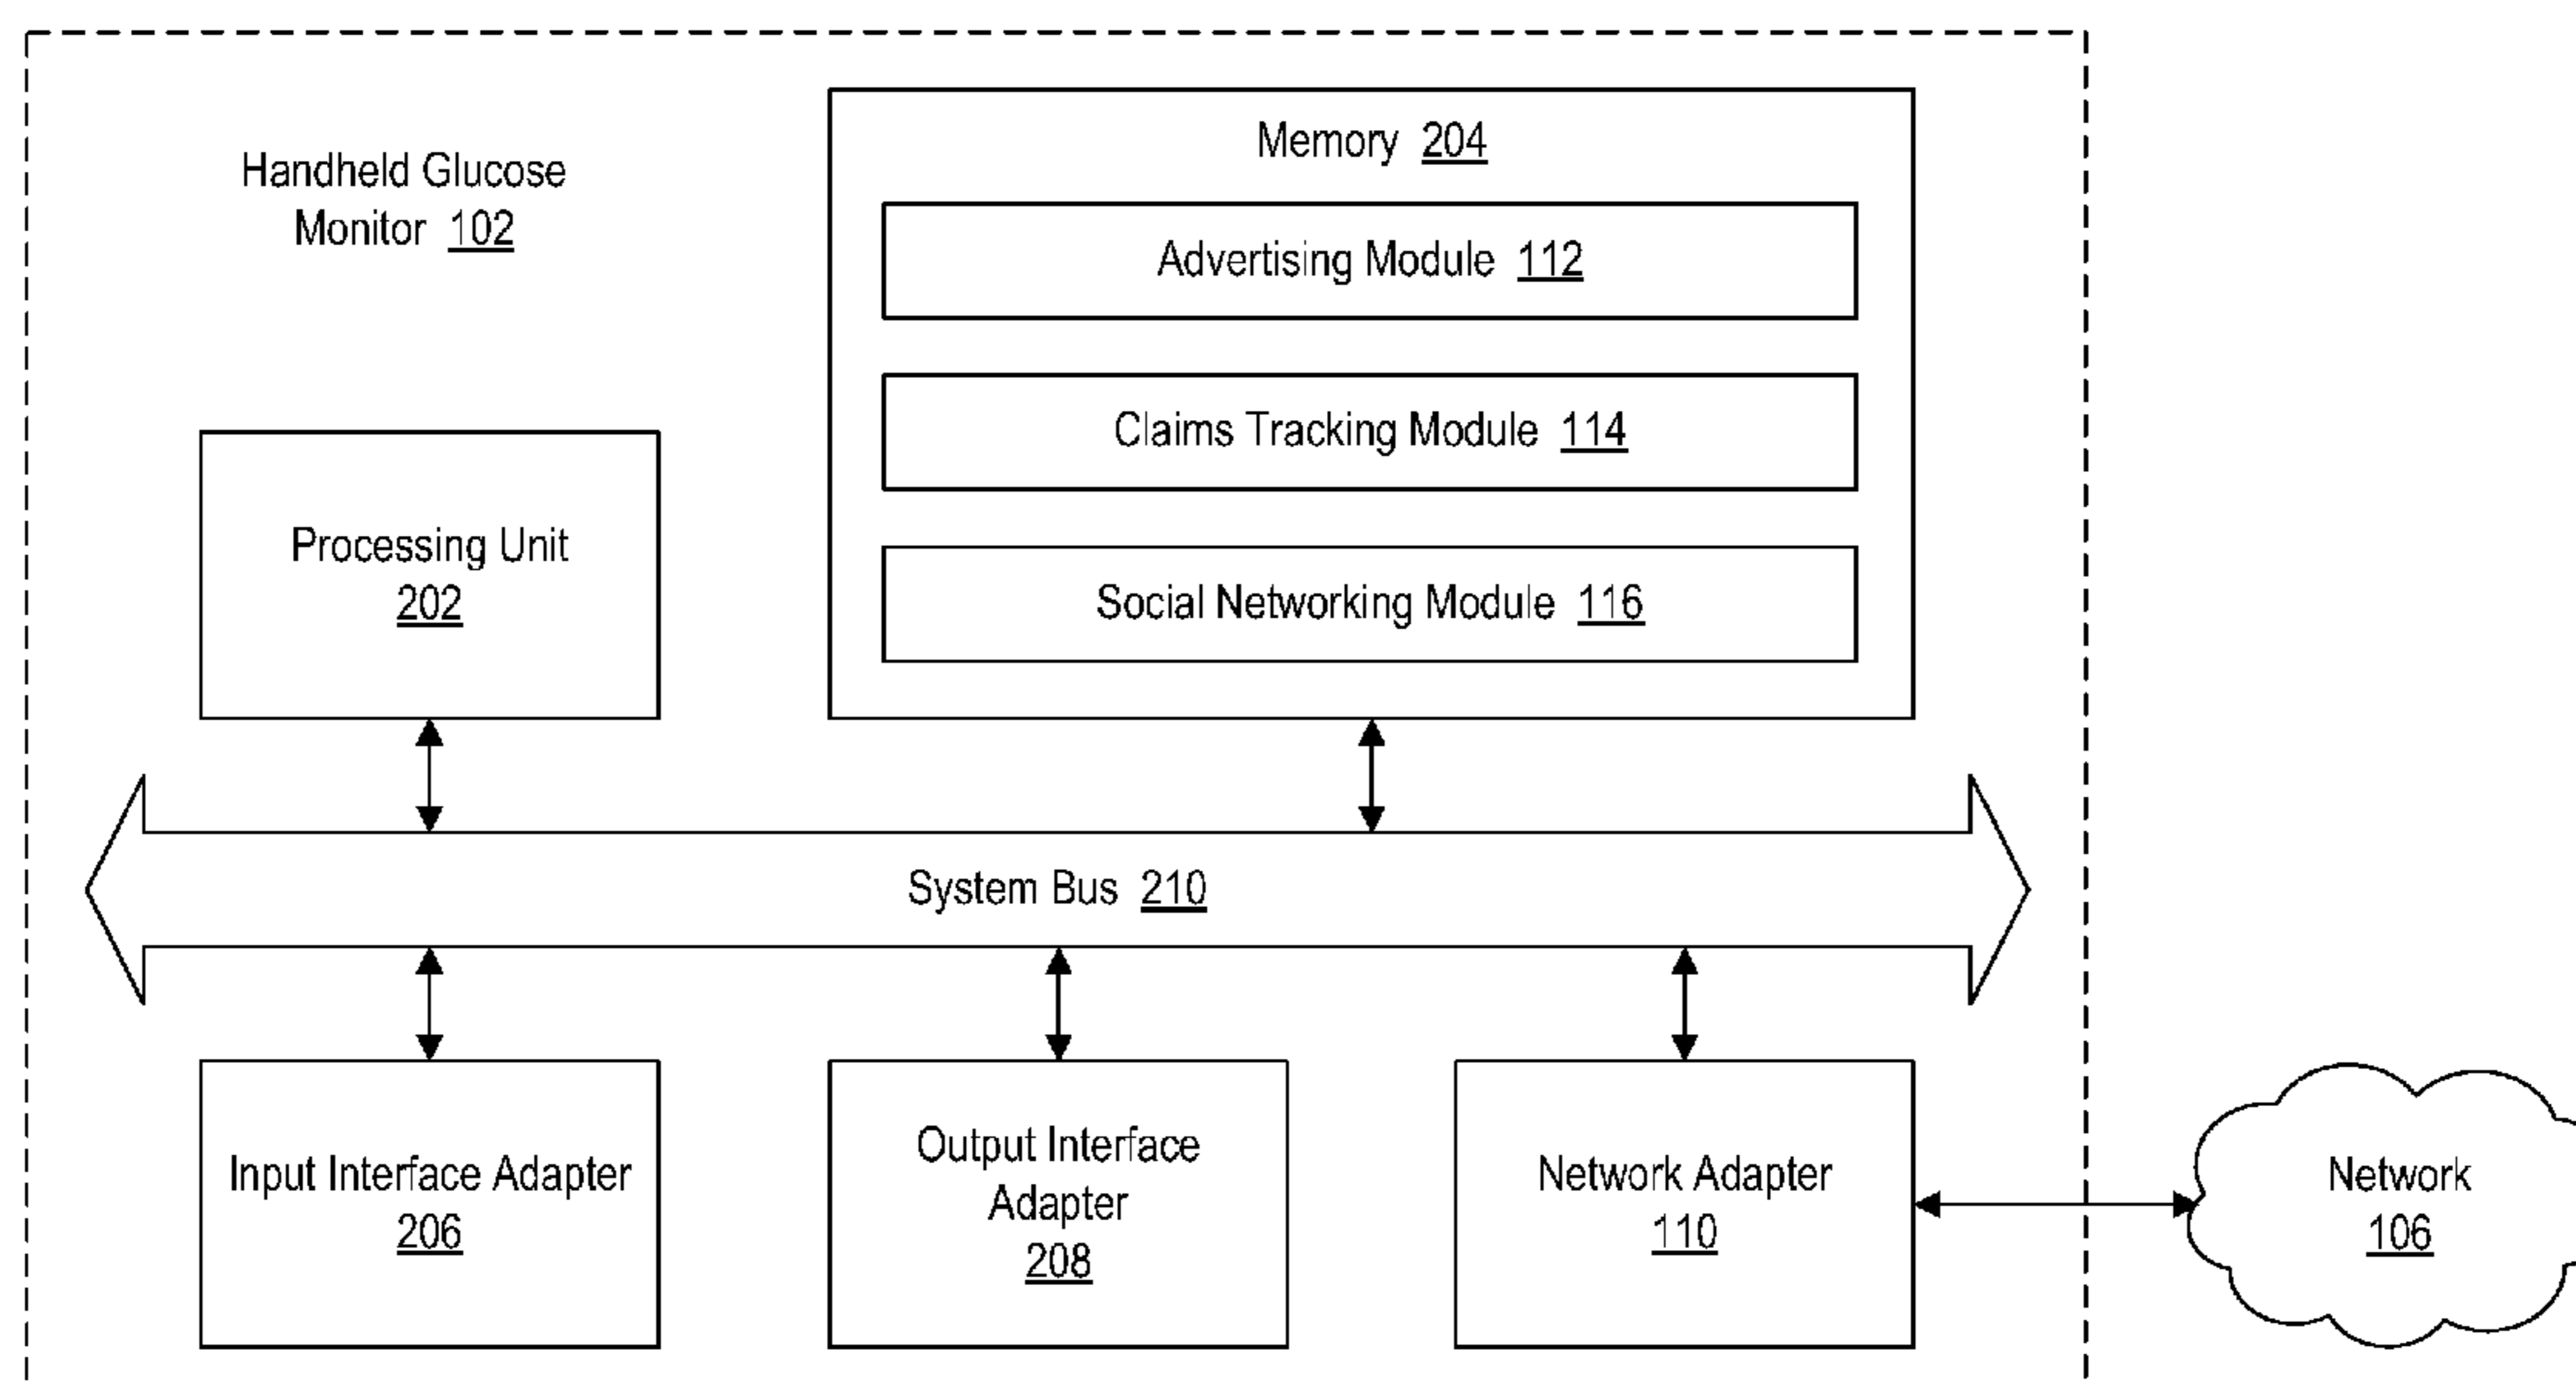 Handheld Glucose
Monitor 102
Memory 204
Advertising Module 112
Claims Tracking Module 114
Social Networking Module 116
Processing Unit
202
System Bus 210
Input Interface Adapter
206
Output Interface
Adapter
208
Network Adapter
110
Network
106